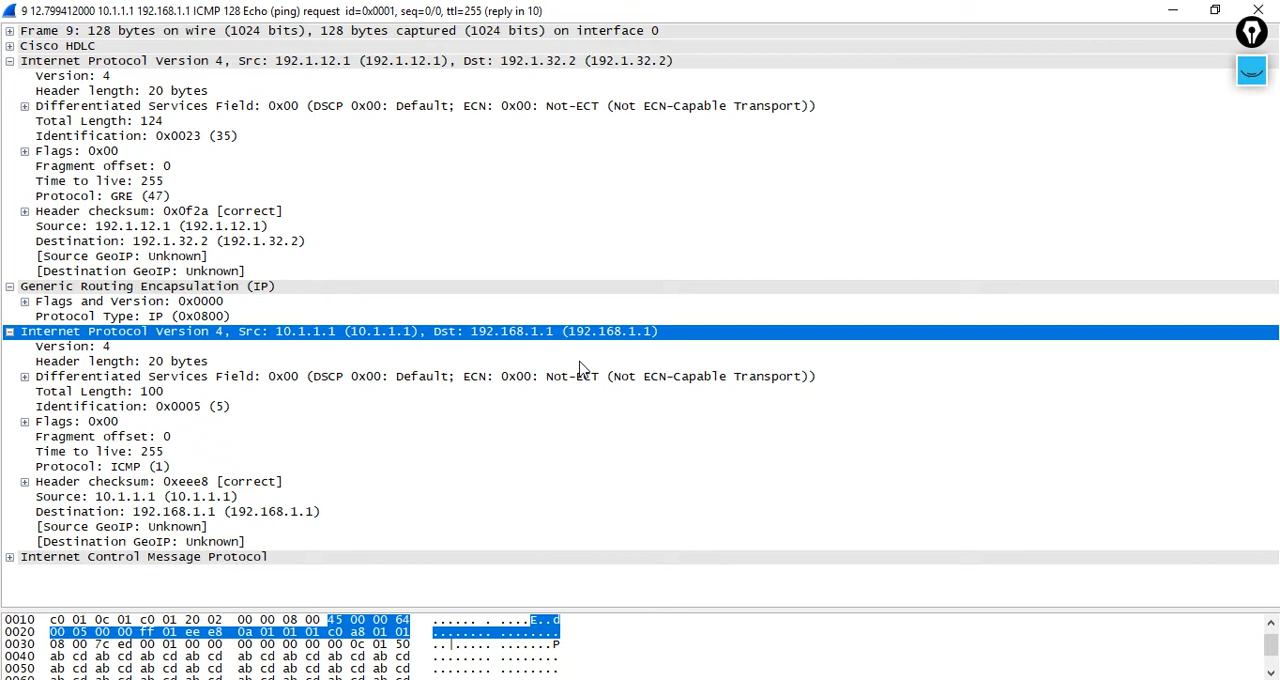 9 12.799412000 10.1.1.1 192.168.1.1 ICMP 128 Echo (ping) request id=0x0001, seq=0/0, ttl=255 (reply in 10)
Frame 9: 128 bytes on wire (1024 bits), 128 bytes captured (1024 bits) on interface 0
Cisco HDLC
Internet Protocol Version 4, Src: 192.1.12.1 (192.1.12.1), Dst: 192.1.32.2 (192.1.32.2)
Version: 4
Header length: 20 bytes
Differentiated Services Field: 0x00 (DSCP 0x00: Default; ECN: 0x00: Not-ECT (Not ECN-Capable Transport))
Total Length: 124
Identification: 0x0023 (35)
Flags: 0x00
Fragment offset: 0
Time to live: 255
Protocol: GRE (47)
Header checksum: 0x0f2a [correct]
Source: 192.1.12.1 (192.1.12.1)
Destination: 192.1.32.2 (192.1.32.2)
[Source GeoIP: Unknown]
[Destination GeoIP: Unknown]
Generic Routing Encapsulation (IP)
Flags and Version: 0x0000
Protocol Type: IP (0x0800)
Internet Protocol Version 4, Src: 10.1.1.1 (10.1.1.1), Dst: 192.168.1.1 (192.168.1.1)
Version: 4
Header length: 20 bytes
Differentiated Services Field: 0x00 (DSCP 0x00: Default; ECN: 0x00: Not-ECT (Not ECN-Capable Transport))
Total Length: 100
Identification: 0x0005 (5)
Flags: 0x00
Fragment offset: 0
Time to live: 255
Protocol: ICMP (1)
Header checksum: 0xeee8 [correct]
Source: 10.1.1.1 (10.1.1.1)
Destination: 192.168.1.1 (192.168.1.1)
[Source GeoIP: Unknown]
[Destination GeoIP: Unknown]
Internet Control Message Protocol
0010 c0 01 0c 01 c0 01 20 02 00 00 08 00 45 00 00 64 ...... . ....E..d
0020 00 05 00 00 ff 01 ee e8 0a 01 01 01 c0 a8 01 01 ........ ........
0030 08 00 7c ed 00 01 00 00 00 00 00 00 00 0c 01 50 ..|..... .......P
0040 ab cd ab cd ab cd ab cd ab cd ab cd ab cd ab cd ........ ........
0050 ab cd ab cd ab cd ab cd ab cd ab cd ab cd ab cd ........ ........